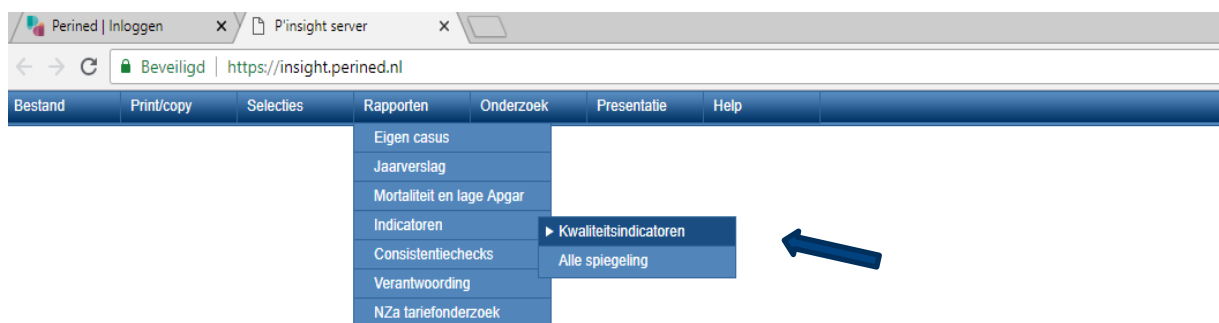 Perined | Inloggen x P'insight server x
Beveiligd | https://insight.perined.nl
Bestand Print/copy Selecties Rapporten Onderzoek Presentatie Help
Eigen casus
Jaarverslag
Mortaliteit en lage Apgar
Indicatoren
Kwaliteitsindicatoren
Consistentiechecks
Alle spiegeling
Verantwoording
NZa tariefonderzoek